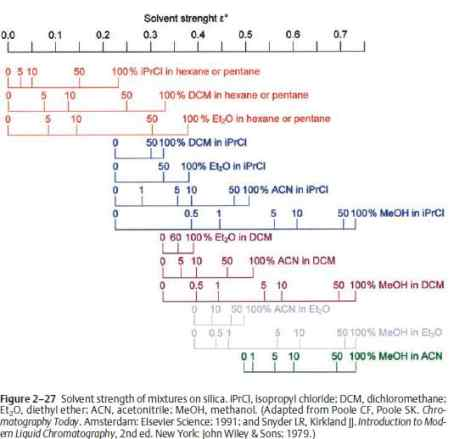 Solvent strenght ε°
0.0 0.1 0.2 0.3 0.4 0.5 0.6 0.7
0 5 10 50 100% iPrCl in hexane or pentane
0 5 10 50 100% DCM in hexane or pentane
0 5 10 50 100% Et₂O in hexane or pentane
0 50 100% DCM in iPrCl
0 50 100% Et₂O in iPrCl
0 1 5 10 50 100% ACN in iPrCl
0 0.5 1 5 10 50 100% MeOH in iPrCl
0 60 100% Et₂O in DCM
0 5 10 50 100% ACN in DCM
0 0.5 1 5 10 50 100% MeOH in DCM
0 10 50 100% ACN in Et₂O
0 0.5 1 5 10 50 100% MeOH in Et₂O
0 1 5 10 50 100% MeOH in ACN
Figure 2–27 Solvent strength of mixtures on silica. iPrCl, isopropyl chloride; DCM, dichloromethane;
Et₂O, diethyl ether; ACN, acetonitrile; MeOH, methanol. (Adapted from Poole CF, Poole SK. Chro-
matography Today. Amsterdam: Elsevier Science; 1991; and Snyder LR, Kirkland JJ. Introduction to Mod-
ern Liquid Chromatography, 2nd ed. New York: John Wiley & Sons; 1979.)